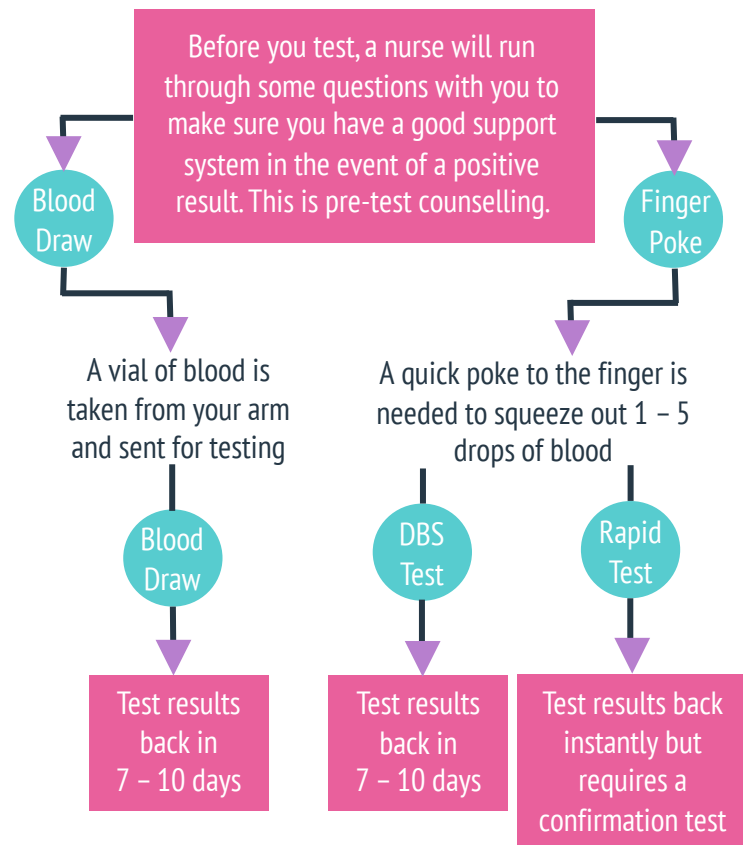 Before you test, a nurse will run
through some questions with you to
make sure you have a good support
system in the event of a positive
result. This is pre-test counselling.
Blood
Draw
Finger
Poke
A vial of blood is
taken from your arm
and sent for testing
A quick poke to the finger is
needed to squeeze out 1 – 5
drops of blood
Blood
Draw
DBS
Test
Rapid
Test
Test results
back in
7 – 10 days
Test results
back in
7 – 10 days
Test results back
instantly but
requires a
confirmation test